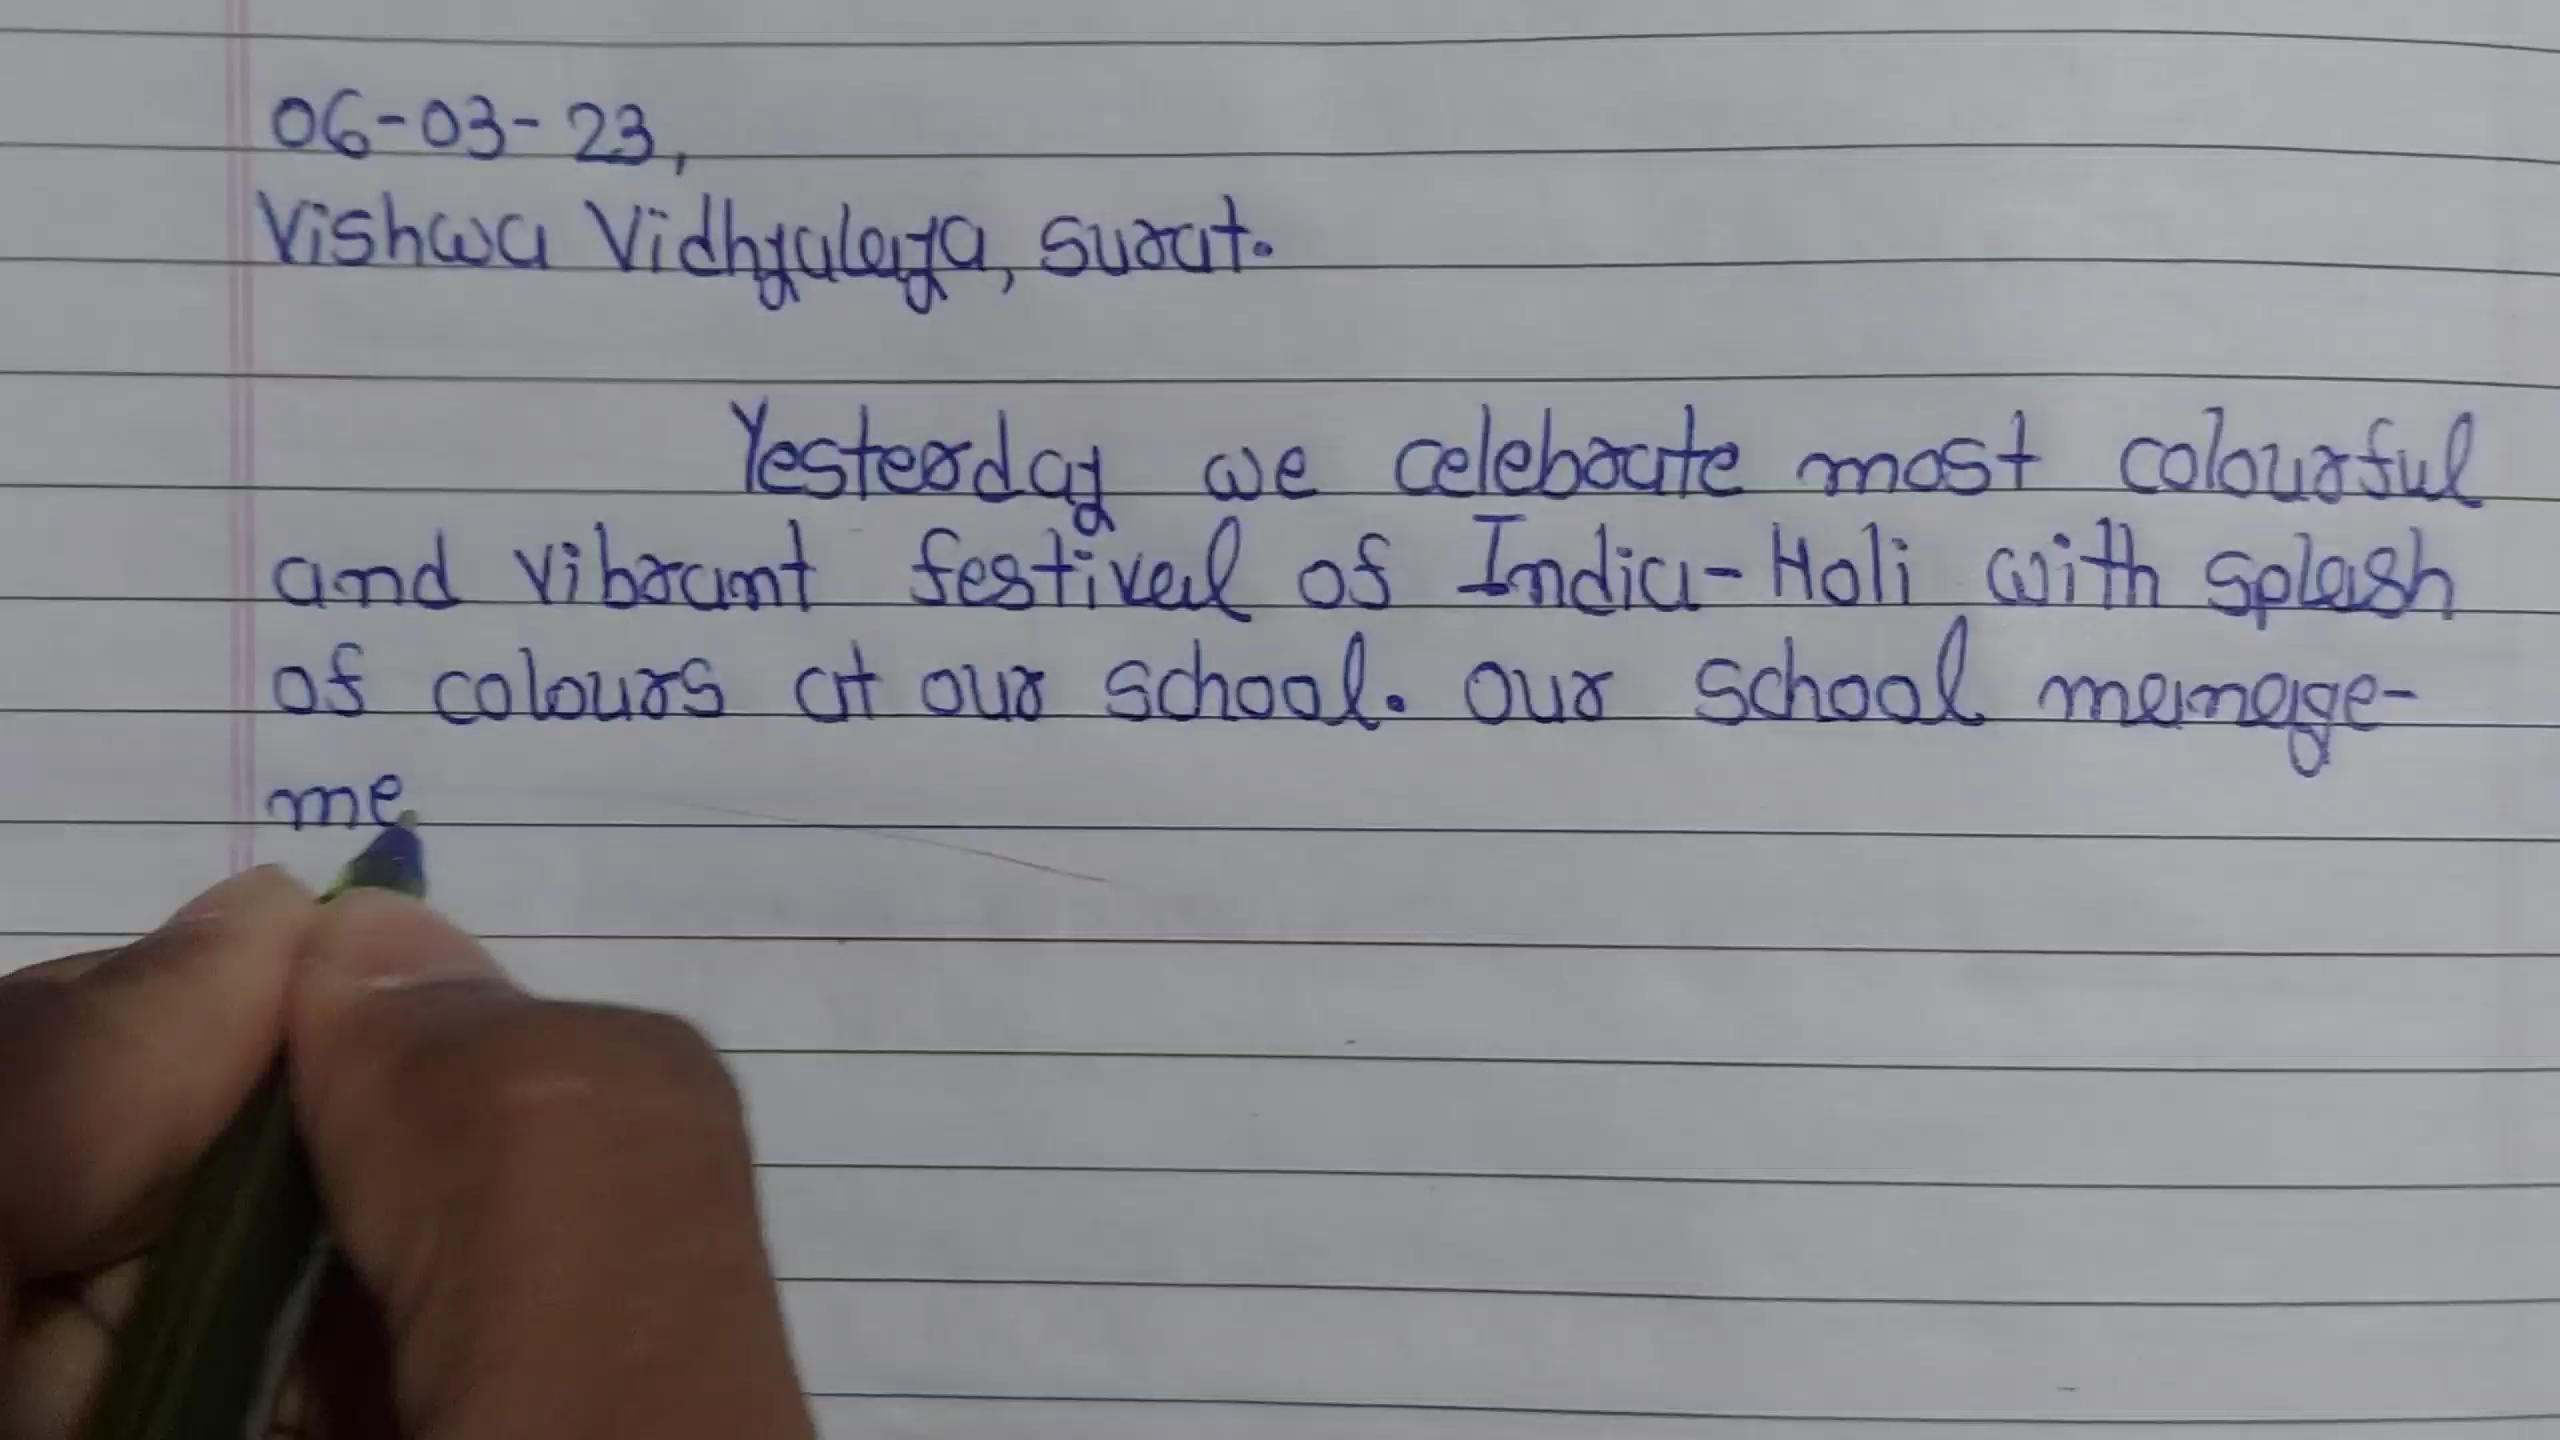 06-03-23,
Vishwa Vidhyalaya, Surat.
Yesterday we celebrate most colourful
and vibrant festival of India-Holi with splash
of colours at our school. Our school manage-
me